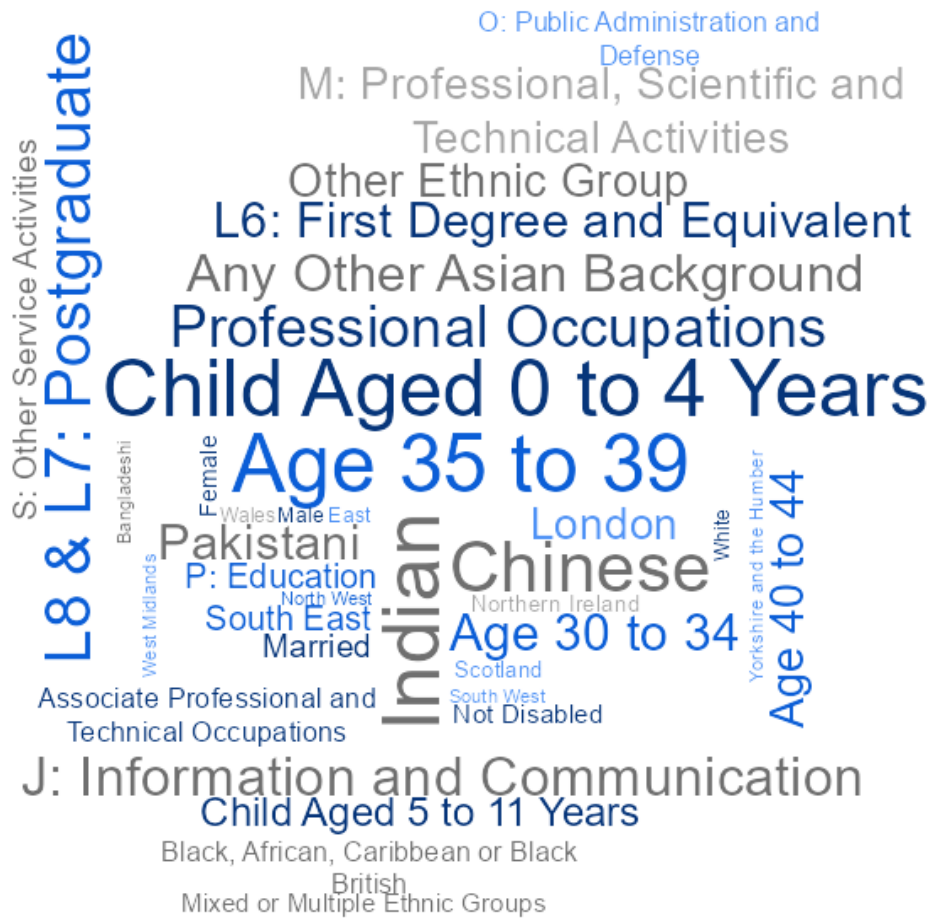 O: Public Administration and
Defense
M: Professional, Scientific and
Technical Activities
Other Ethnic Group
L6: First Degree and Equivalent
Any Other Asian Background
Professional Occupations
Child Aged 0 to 4 Years
S: Other Service Activities
L8 & L7: Postgraduate
Bangladeshi
Female
Age 35 to 39
Wales
Male
East
London
White
Yorkshire and the Humber
Age 40 to 44
Pakistani
Indian
Chinese
West Midlands
P: Education
North West
Northern Ireland
South East
Age 30 to 34
Married
Scotland
South West
Not Disabled
Associate Professional and
Technical Occupations
J: Information and Communication
Child Aged 5 to 11 Years
Black, African, Caribbean or Black
British
Mixed or Multiple Ethnic Groups